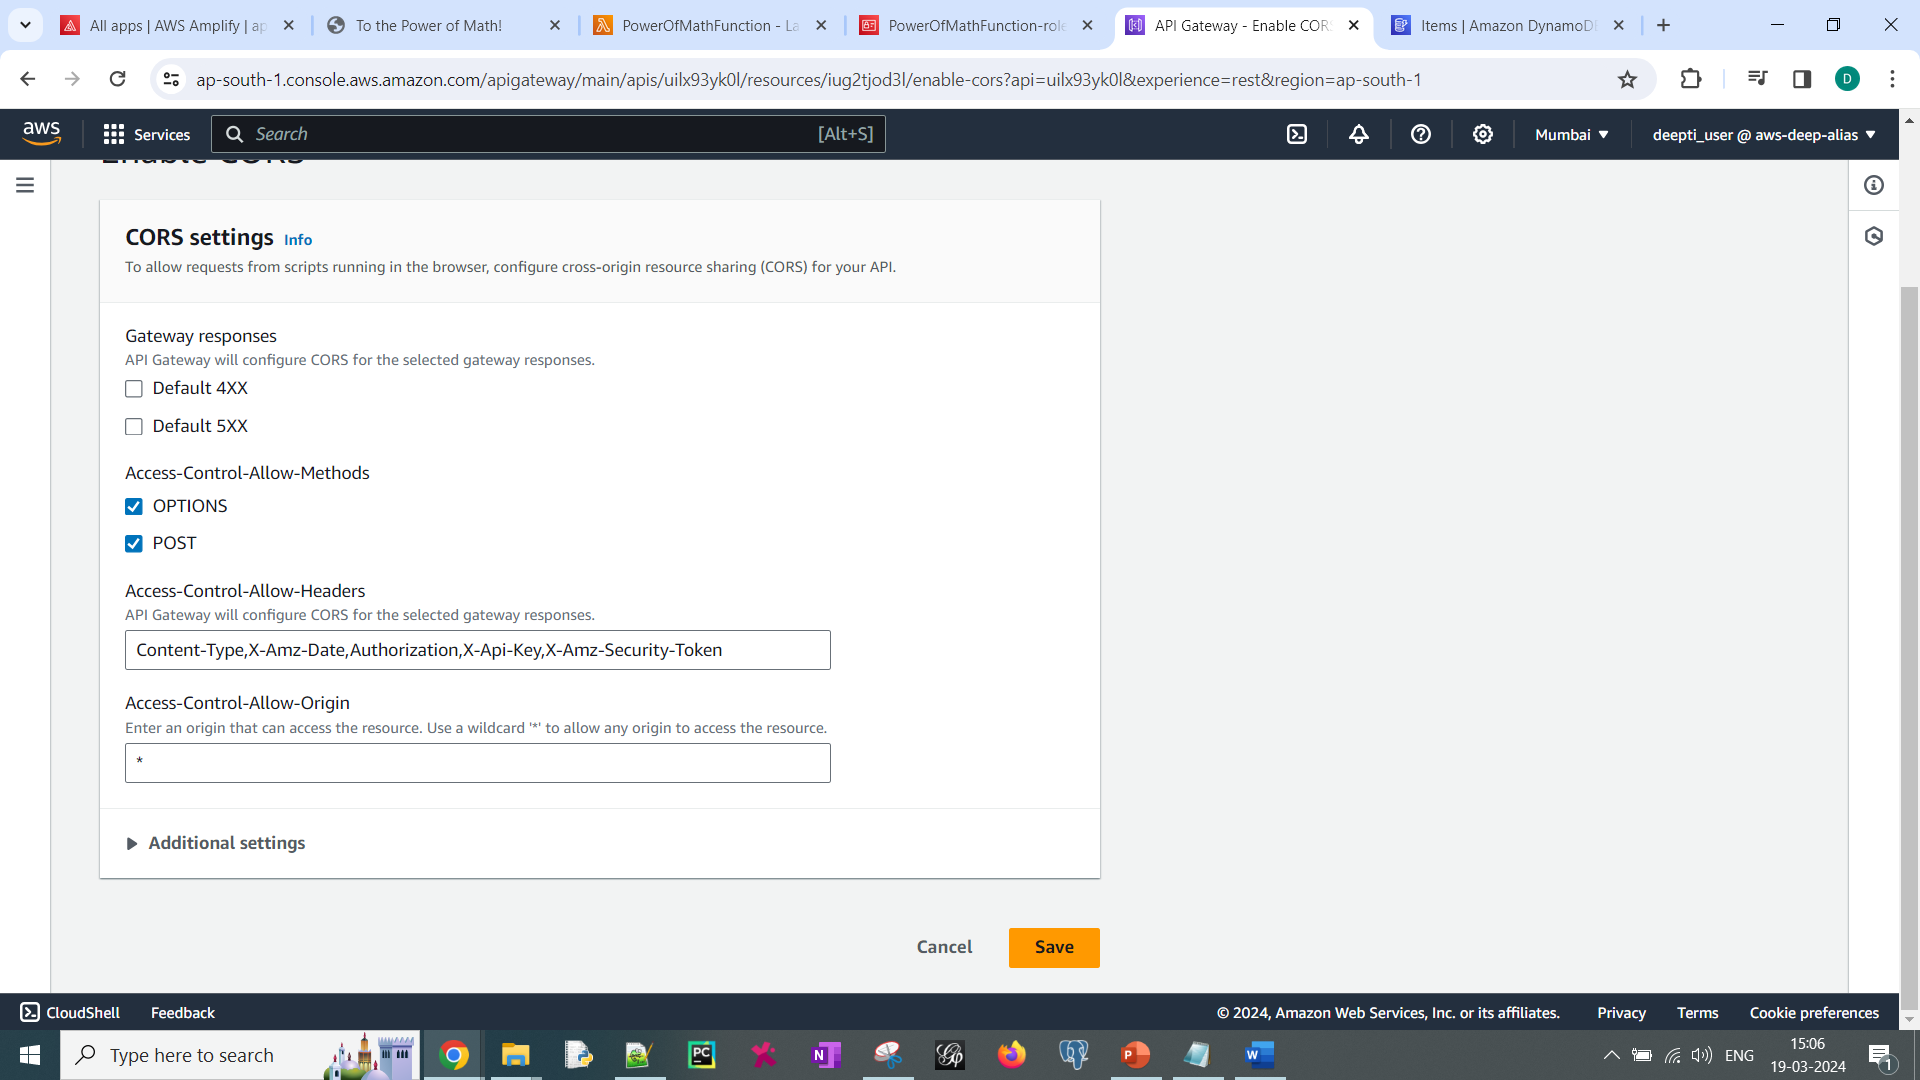 All apps | AWS Amplify | ap
To the Power of Math!
PowerOfMathFunction - La
PowerOfMathFunction-role
API Gateway - Enable CORS
Items | Amazon DynamoDB
ap-south-1.console.aws.amazon.com/apigateway/main/apis/uilx93yk0l/resources/iug2tjod3l/enable-cors?api=uilx93yk0l&experience=rest&region=ap-south-1
D
aws
Services
Search
[Alt+S]
Mumbai
deepti_user @ aws-deep-alias
Enable CORS
CORS settings Info
To allow requests from scripts running in the browser, configure cross-origin resource sharing (CORS) for your API.
Gateway responses
API Gateway will configure CORS for the selected gateway responses.
Default 4XX
Default 5XX
Access-Control-Allow-Methods
OPTIONS
POST
Access-Control-Allow-Headers
API Gateway will configure CORS for the selected gateway responses.
Content-Type,X-Amz-Date,Authorization,X-Api-Key,X-Amz-Security-Token
Access-Control-Allow-Origin
Enter an origin that can access the resource. Use a wildcard '*' to allow any origin to access the resource.
*
Additional settings
Cancel
Save
CloudShell
Feedback
© 2024, Amazon Web Services, Inc. or its affiliates.
Privacy
Terms
Cookie preferences
Type here to search
PC
N
P
W
ENG
15:06
19-03-2024
1